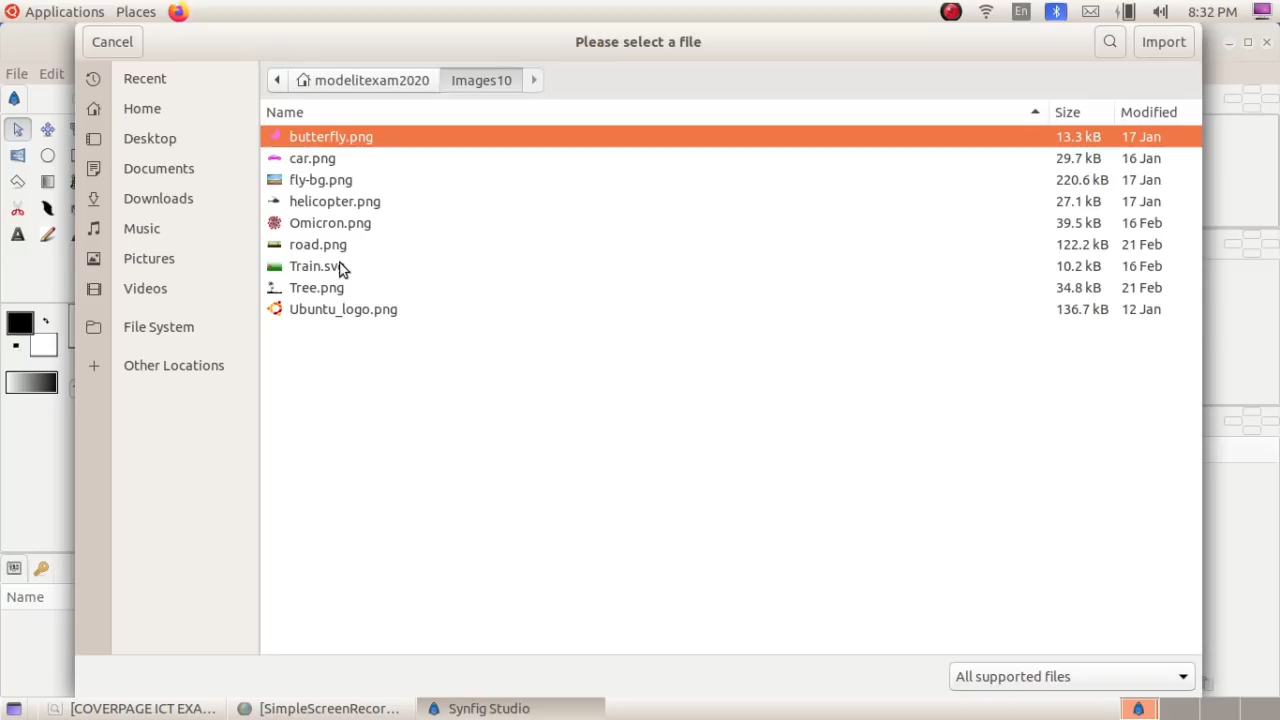 Applications Places En 8:32 PM
Cancel Please select a file Import
File Edit
Recent
Home
Desktop
Documents
Downloads
Music
Pictures
Videos
File System
Other Locations
modelitexam2020 Images10
Name Size Modified
butterfly.png 13.3 kB 17 Jan
car.png 29.7 kB 16 Jan
fly-bg.png 220.6 kB 17 Jan
helicopter.png 27.1 kB 17 Jan
Omicron.png 39.5 kB 16 Feb
road.png 122.2 kB 21 Feb
Train.sv 10.2 kB 16 Feb
Tree.png 34.8 kB 21 Feb
Ubuntu_logo.png 136.7 kB 12 Jan
Name
All supported files
[COVERPAGE ICT EXA... [SimpleScreenRecor... Synfig Studio